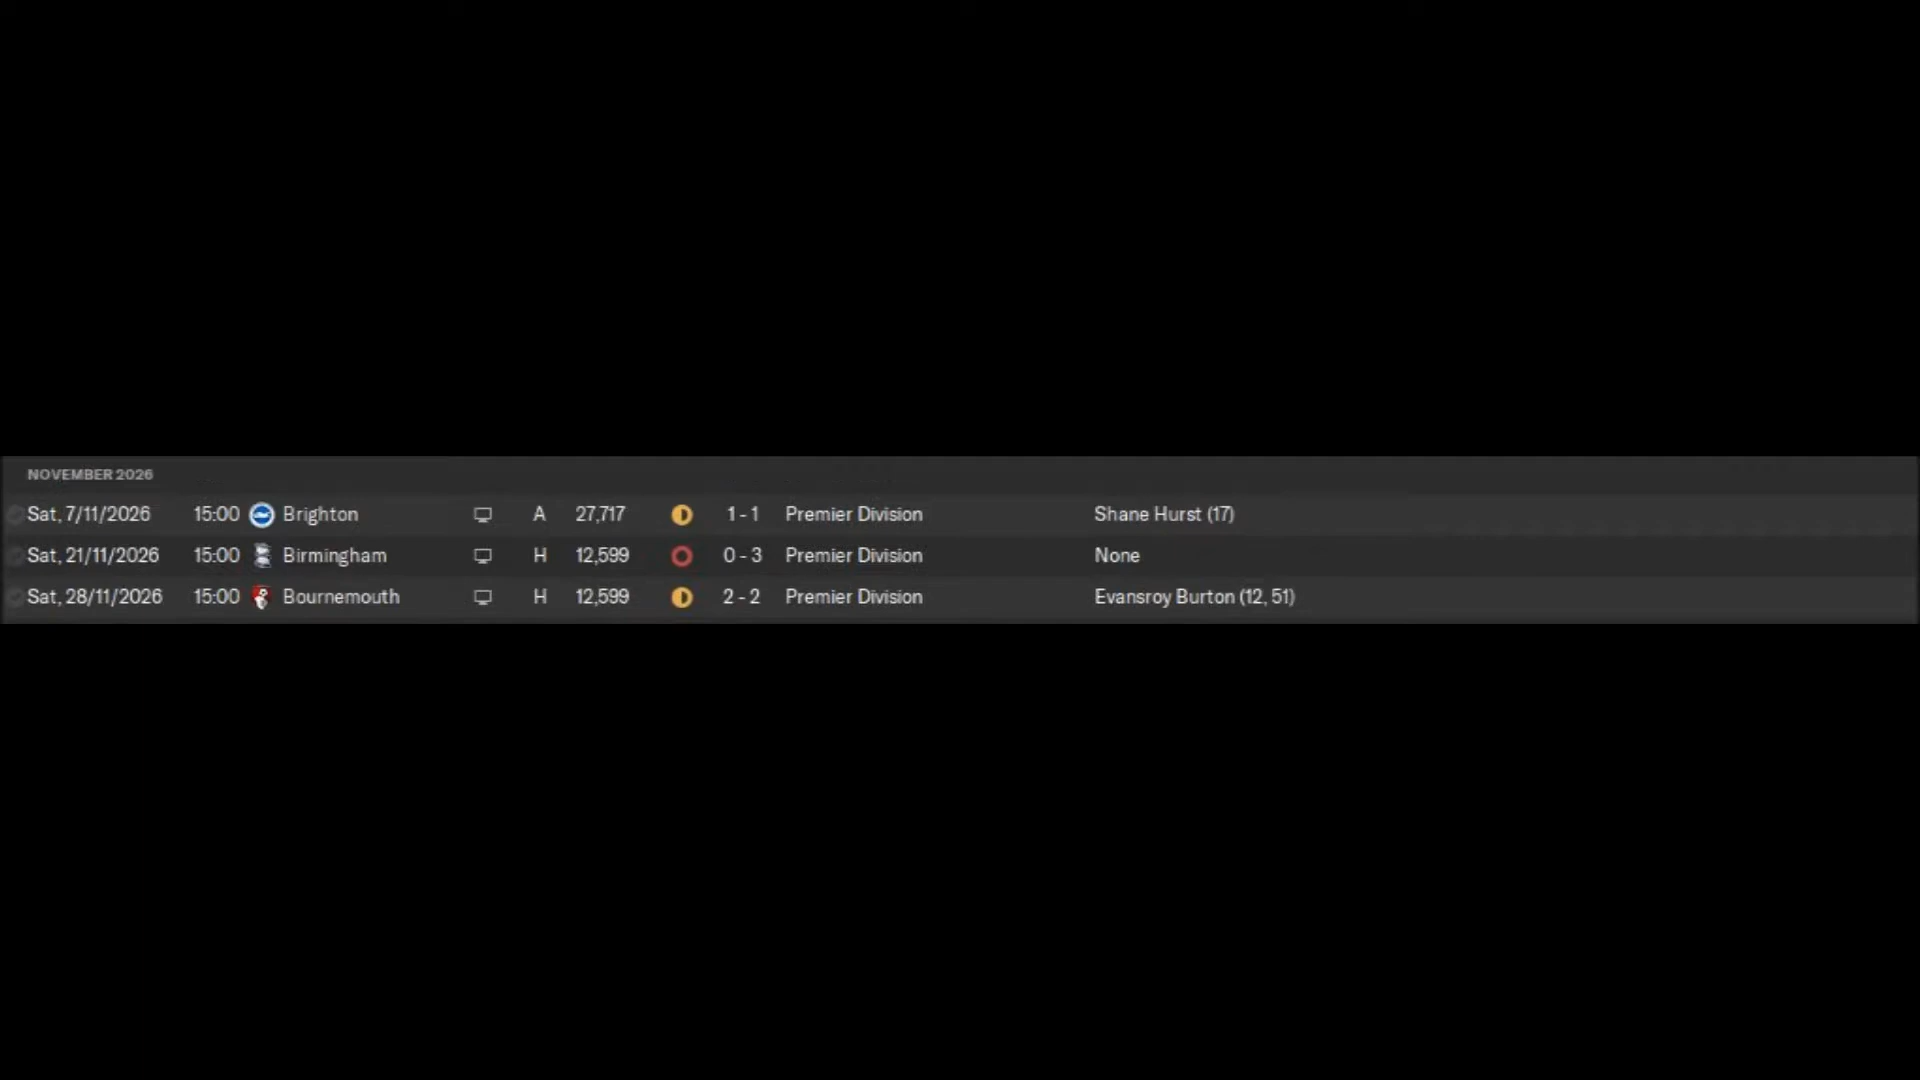 NOVEMBER 2026
Sat, 7/11/2026 15:00 Brighton A 27,717 1 - 1 Premier Division Shane Hurst (17)
Sat, 21/11/2026 15:00 Birmingham H 12,599 0 - 3 Premier Division None
Sat, 28/11/2026 15:00 Bournemouth H 12,599 2 - 2 Premier Division Evansroy Burton (12, 51)